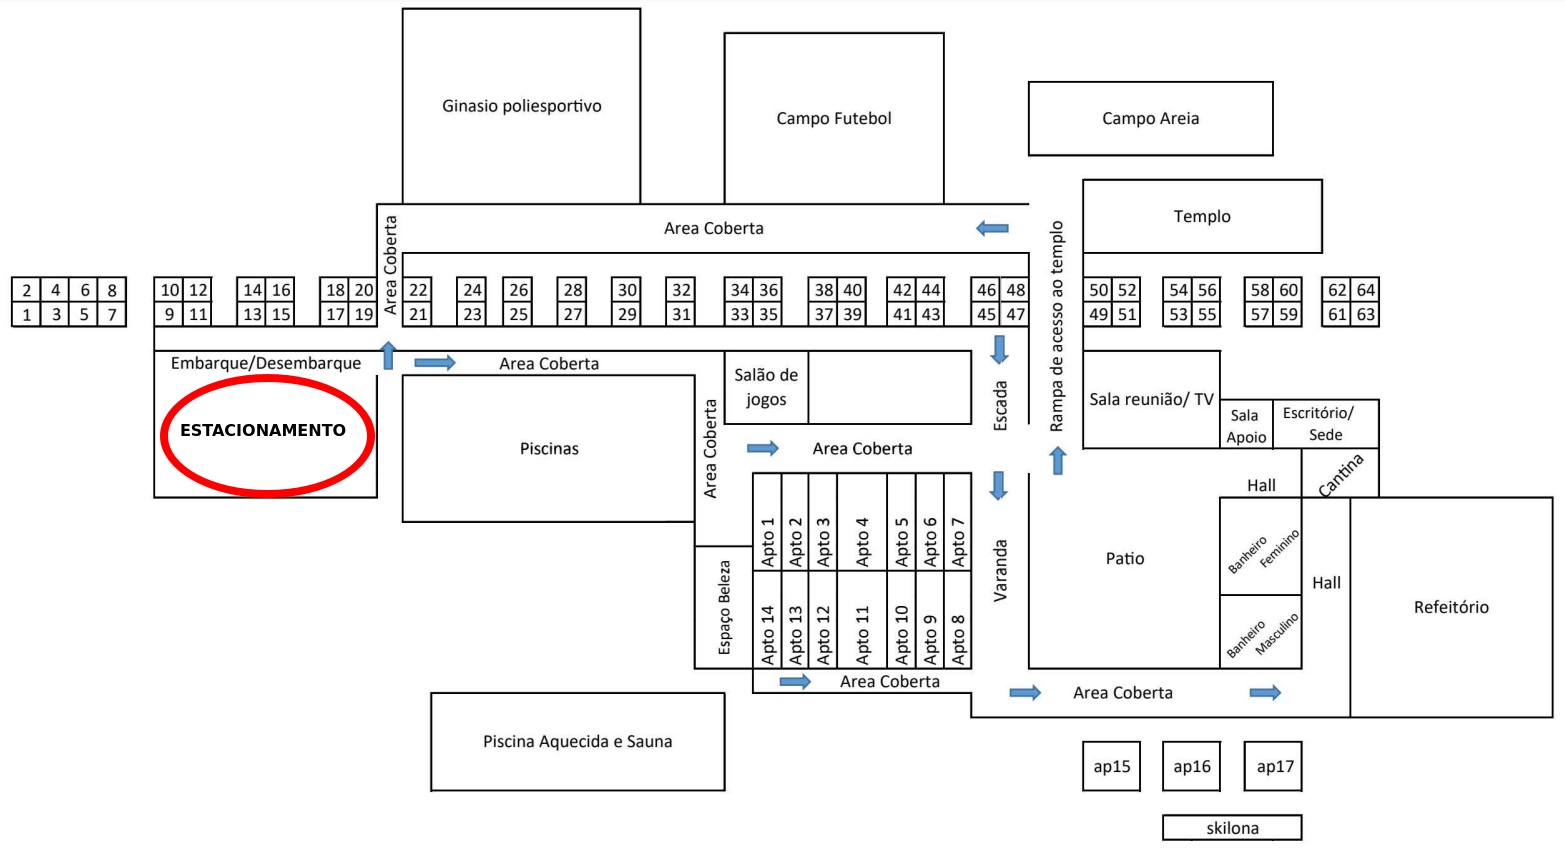 Ginasio poliesportivo
Campo Futebol
Campo Areia
Templo
Area Coberta
Area Coberta
Rampa de acesso ao templo
2 4 6 8 10 12 14 16 18 20 22 24 26 28 30 32 34 36 38 40 42 44 46 48 50 52 54 56 58 60 62 64
1 3 5 7 9 11 13 15 17 19 21 23 25 27 29 31 33 35 37 39 41 43 45 47 49 51 53 55 57 59 61 63
Embarque/Desembarque
Area Coberta
ESTACIONAMENTO
Piscinas
Area Coberta
Salão de
jogos
Area Coberta
Escada
Sala reunião/ TV
Sala
Apoio
Escritório/
Sede
Hall
Cantina
Apto 1
Apto 2
Apto 3
Apto 4
Apto 5
Apto 6
Apto 7
Varanda
Patio
Banheiro
Feminino
Hall
Refeitório
Espaço Beleza
Apto 14
Apto 13
Apto 12
Apto 11
Apto 10
Apto 9
Apto 8
Banheiro
Masculino
Area Coberta
Area Coberta
Piscina Aquecida e Sauna
ap15
ap16
ap17
skilona